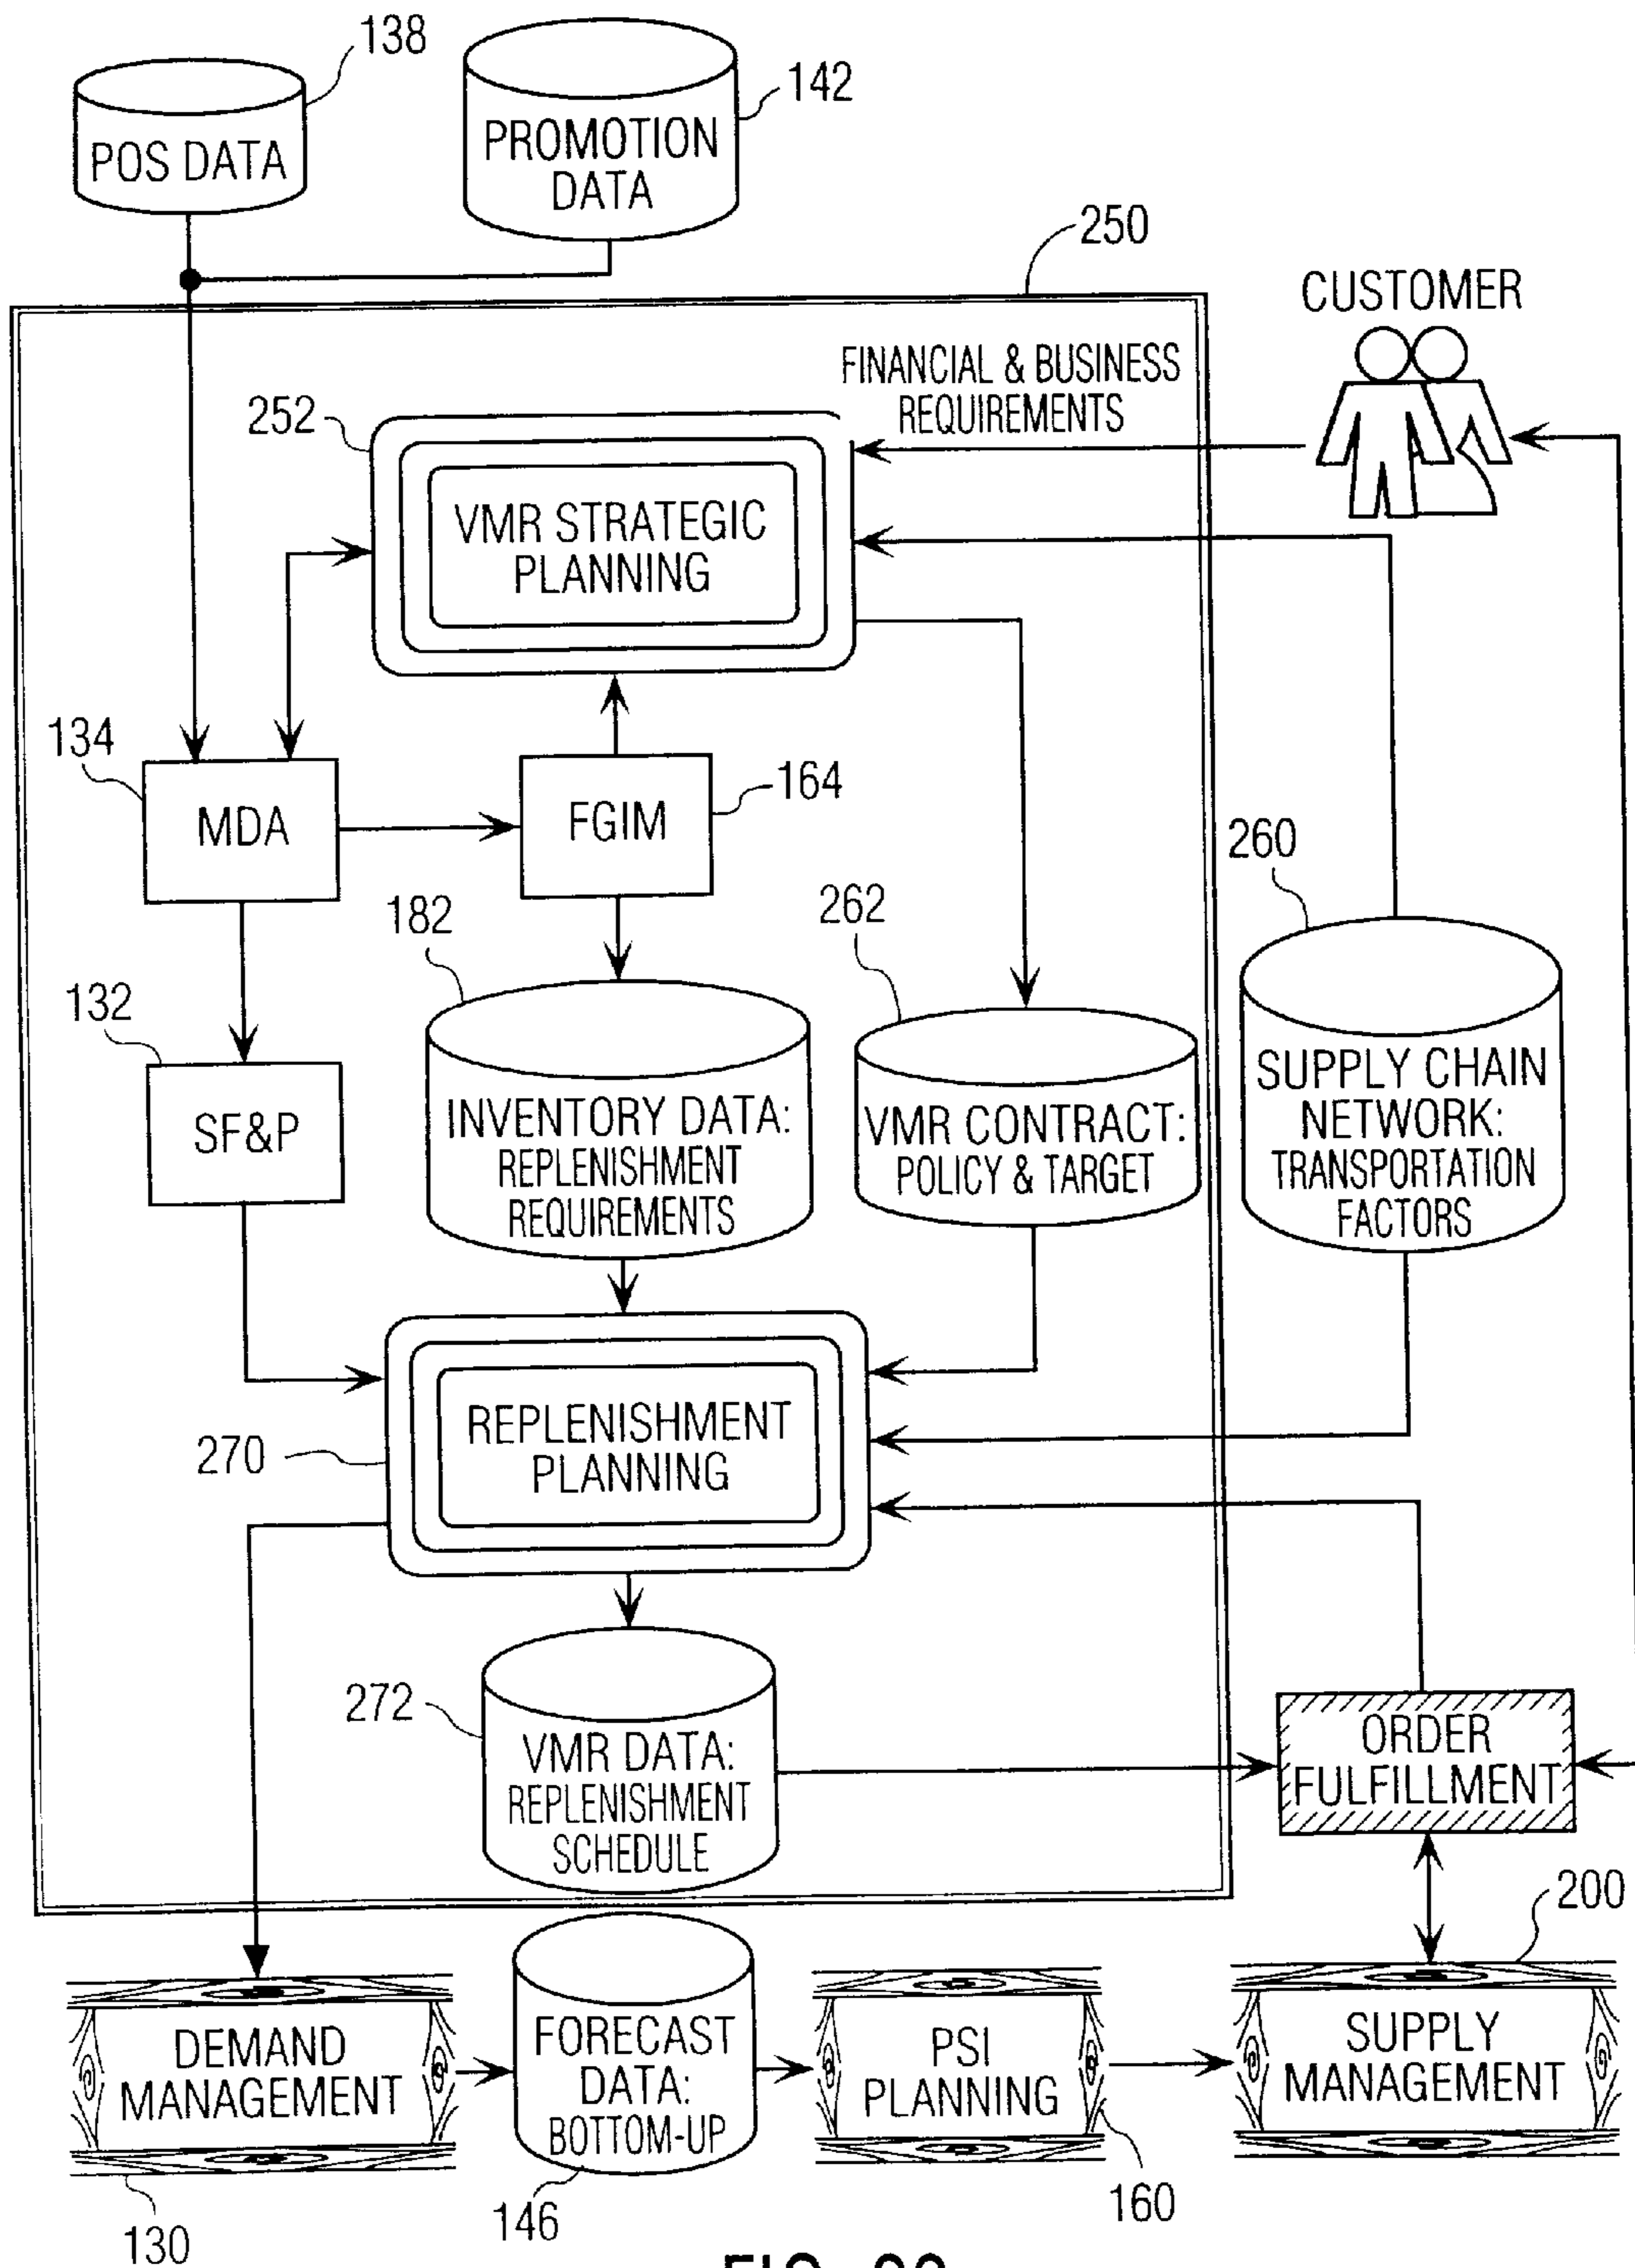 138
POS DATA
142
PROMOTION
DATA
250
CUSTOMER
FINANCIAL & BUSINESS
REQUIREMENTS
252
VMR STRATEGIC
PLANNING
134
MDA
FGIM
164
260
182
262
132
SF&P
INVENTORY DATA:
REPLENISHMENT
REQUIREMENTS
VMR CONTRACT:
POLICY & TARGET
SUPPLY CHAIN
NETWORK:
TRANSPORTATION
FACTORS
270
REPLENISHMENT
PLANNING
272
VMR DATA:
REPLENISHMENT
SCHEDULE
ORDER
FULFILLMENT
200
DEMAND
MANAGEMENT
FORECAST
DATA:
BOTTOM-UP
PSI
PLANNING
SUPPLY
MANAGEMENT
130
146
160